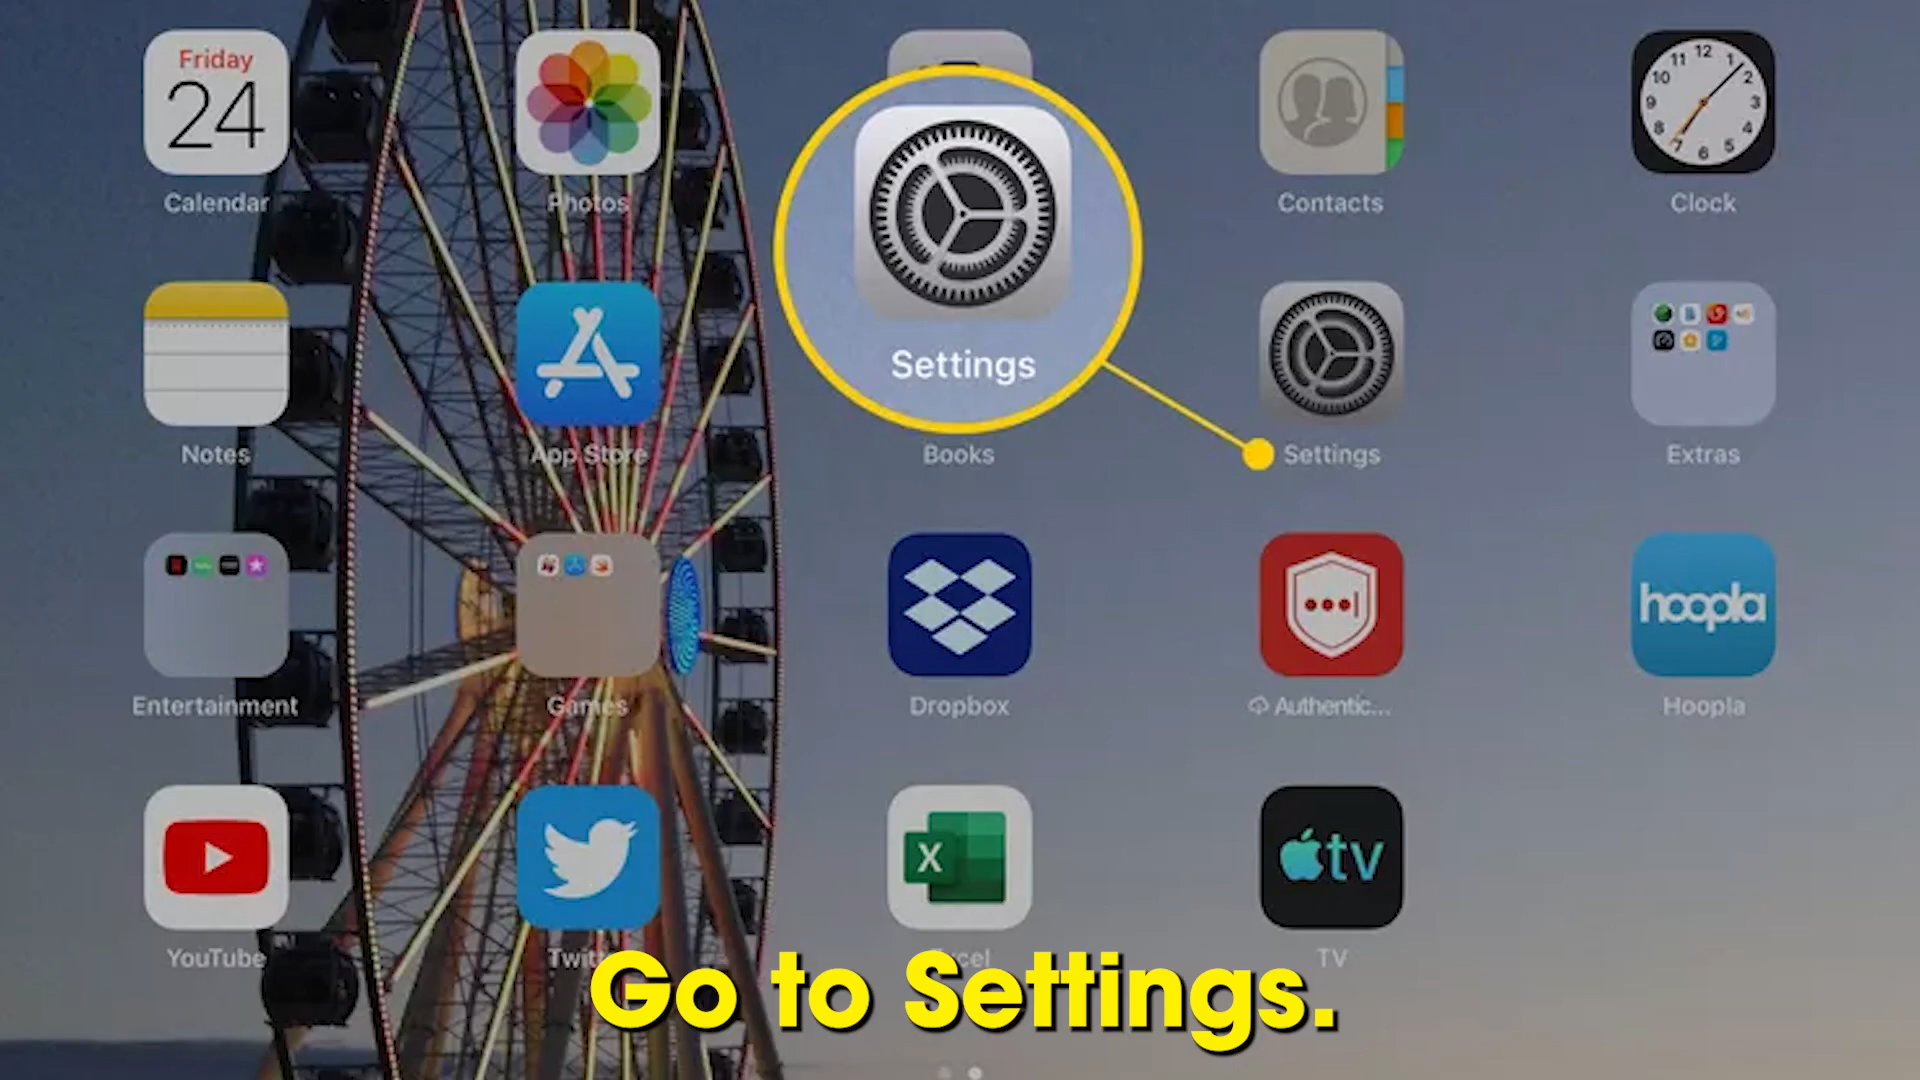 Friday
24
Calendar
Photos
Contacts
12
11
1
10
2
9
3
8
4
7
6
5
Clock
Settings
Notes
App Store
Books
Settings
Extras
hoopla
Entertainment
Games
Dropbox
Authentic...
Hoopla
X
tv
YouTube
TV
Go to Settings.